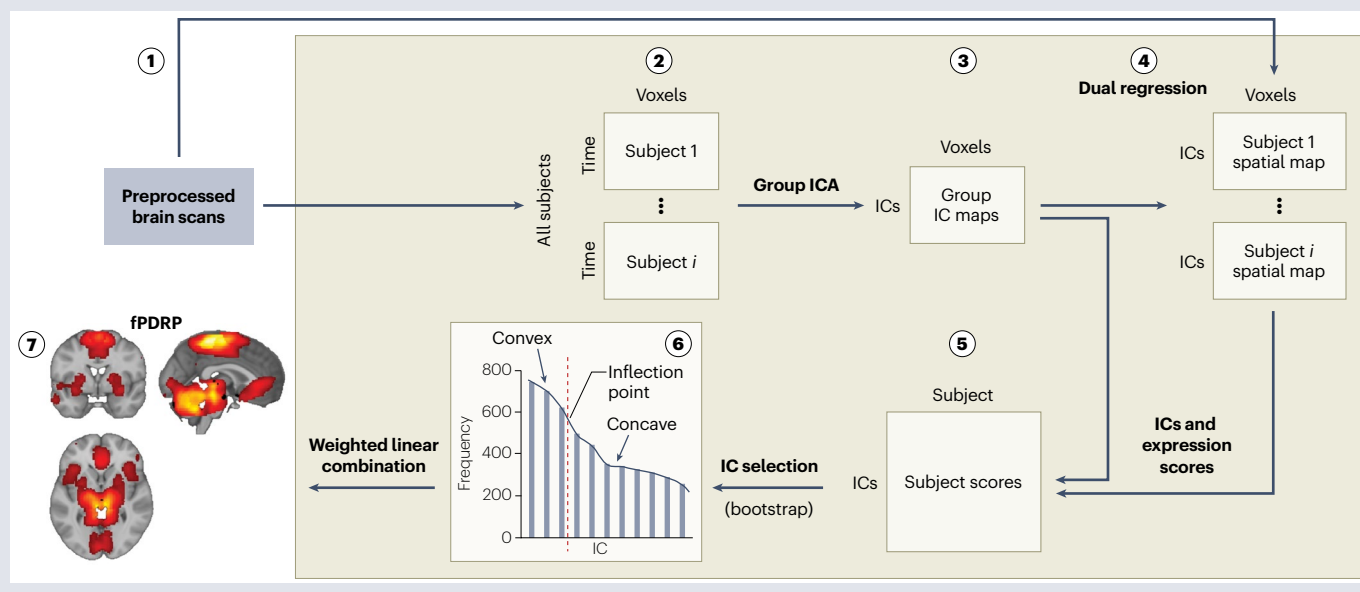 1
2
3
4
Dual regression
Voxels
Voxels
Voxels
Preprocessed
brain scans
All subjects
Time
Subject 1
Time
Subject i
Group ICA
ICs
Group
IC maps
ICs
Subject 1
spatial map
ICs
Subject i
spatial map
7
fPDRP
Weighted linear
combination
6
Convex
Inflection
point
Concave
Frequency
800
600
400
200
0
IC
IC selection
(bootstrap)
5
Subject
ICs
Subject scores
ICs and
expression
scores